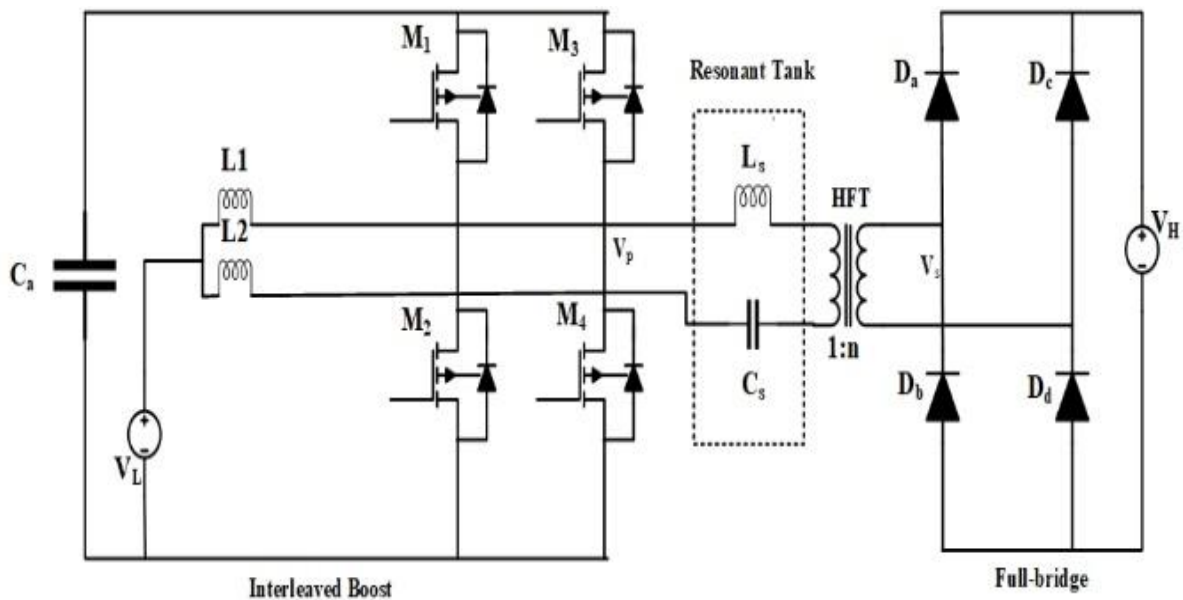 M1
M3
Resonant Tank
Da
Dc
L1
Ls
HFT
L2
Vp
VH
Ca
Vs
M2
M4
1:n
Cs
Db
Dd
VL
Interleaved Boost
Full-bridge